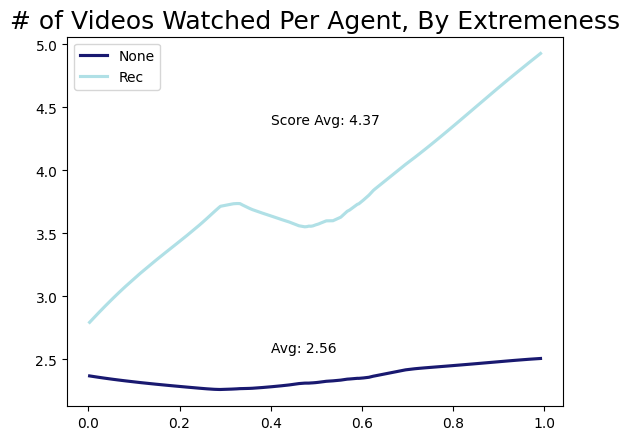 # of Videos Watched Per Agent, By Extremeness
None
Rec
5.0
4.5
4.0
3.5
3.0
2.5
Score Avg: 4.37
Avg: 2.56
0.0 0.2 0.4 0.6 0.8 1.0